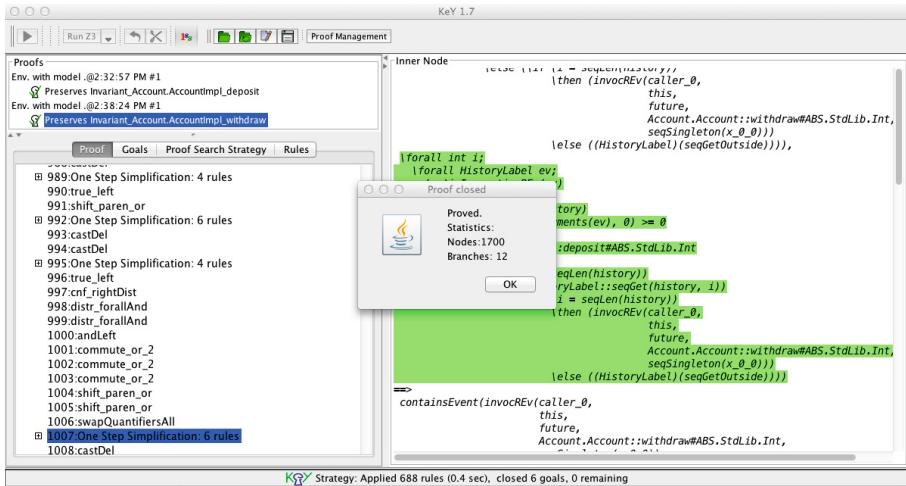 KeY 1.7
Run Z3
Proof Management
Proofs
Env. with model .@2:32:57 PM #1
Preserves Invariant_Account.AccountImpl_deposit
Env. with model .@2:38:24 PM #1
Preserves Invariant_Account.AccountImpl_withdraw
Proof Goals Proof Search Strategy Rules
988:castDel
989:One Step Simplification: 4 rules
990:true_left
991:shift_paren_or
992:One Step Simplification: 6 rules
993:castDel
994:castDel
995:One Step Simplification: 4 rules
996:true_left
997:cnf_rightDist
998:distr_forallAnd
999:distr_forallAnd
1000:andLeft
1001:commute_or_2
1002:commute_or_2
1003:commute_or_2
1004:shift_paren_or
1005:shift_paren_or
1006:swapQuantifiersAll
1007:One Step Simplification: 6 rules
1008:castDel
Inner Node
\else ((if (i = seqLen(history))
\then (invocREv(caller_0,
this,
future,
Account.Account::withdraw#ABS.StdLib.Int,
seqSingleton(x_0_0)))
\else ((HistoryLabel)(seqGetOutside)))),
\forall int i;
\forall HistoryLabel ev;
tory)
ments(ev), 0) >= 0
:deposit#ABS.StdLib.Int
eqLen(history))
ryLabel::seqGet(history, i))
i = seqLen(history))
\then (invocREv(caller_0,
this,
future,
Account.Account::withdraw#ABS.StdLib.Int,
seqSingleton(x_0_0)))
\else ((HistoryLabel)(seqGetOutside))))
==>
containsEvent(invocREv(caller_0,
this,
future,
Account.Account::withdraw#ABS.StdLib.Int,
Proof closed
Proved.
Statistics:
Nodes:1700
Branches: 12
OK
KeY Strategy: Applied 688 rules (0.4 sec), closed 6 goals, 0 remaining